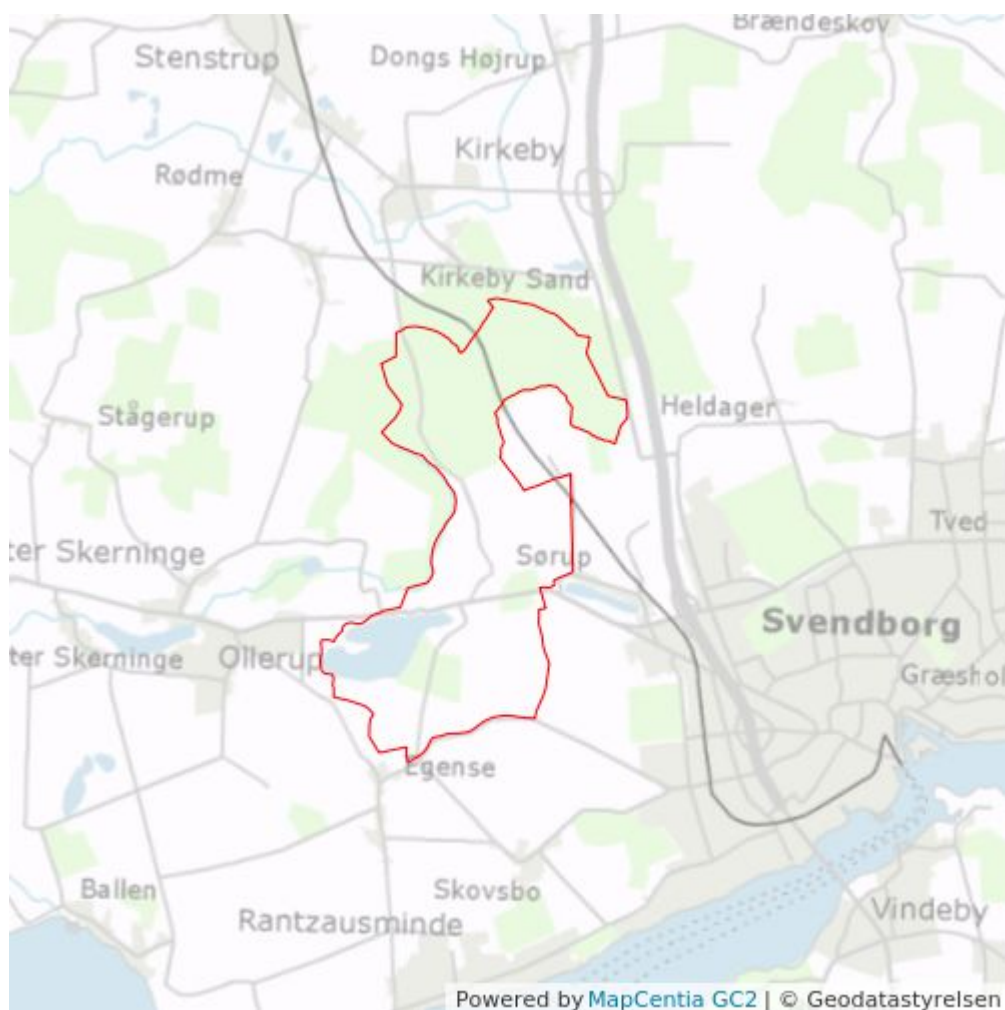 Brændeskov
Stenstrup
Dongs Højrup
Kirkeby
Rødme
Kirkeby Sand
Heldager
Stågerup
Tved
ter Skerninge
Sørup
Svendborg
ter Skerninge
Ollerup
Græshol
Egense
Ballen
Skovsbo
Rantzausminde
Vindeby
Powered by MapCentia GC2 | © Geodatastyrelsen